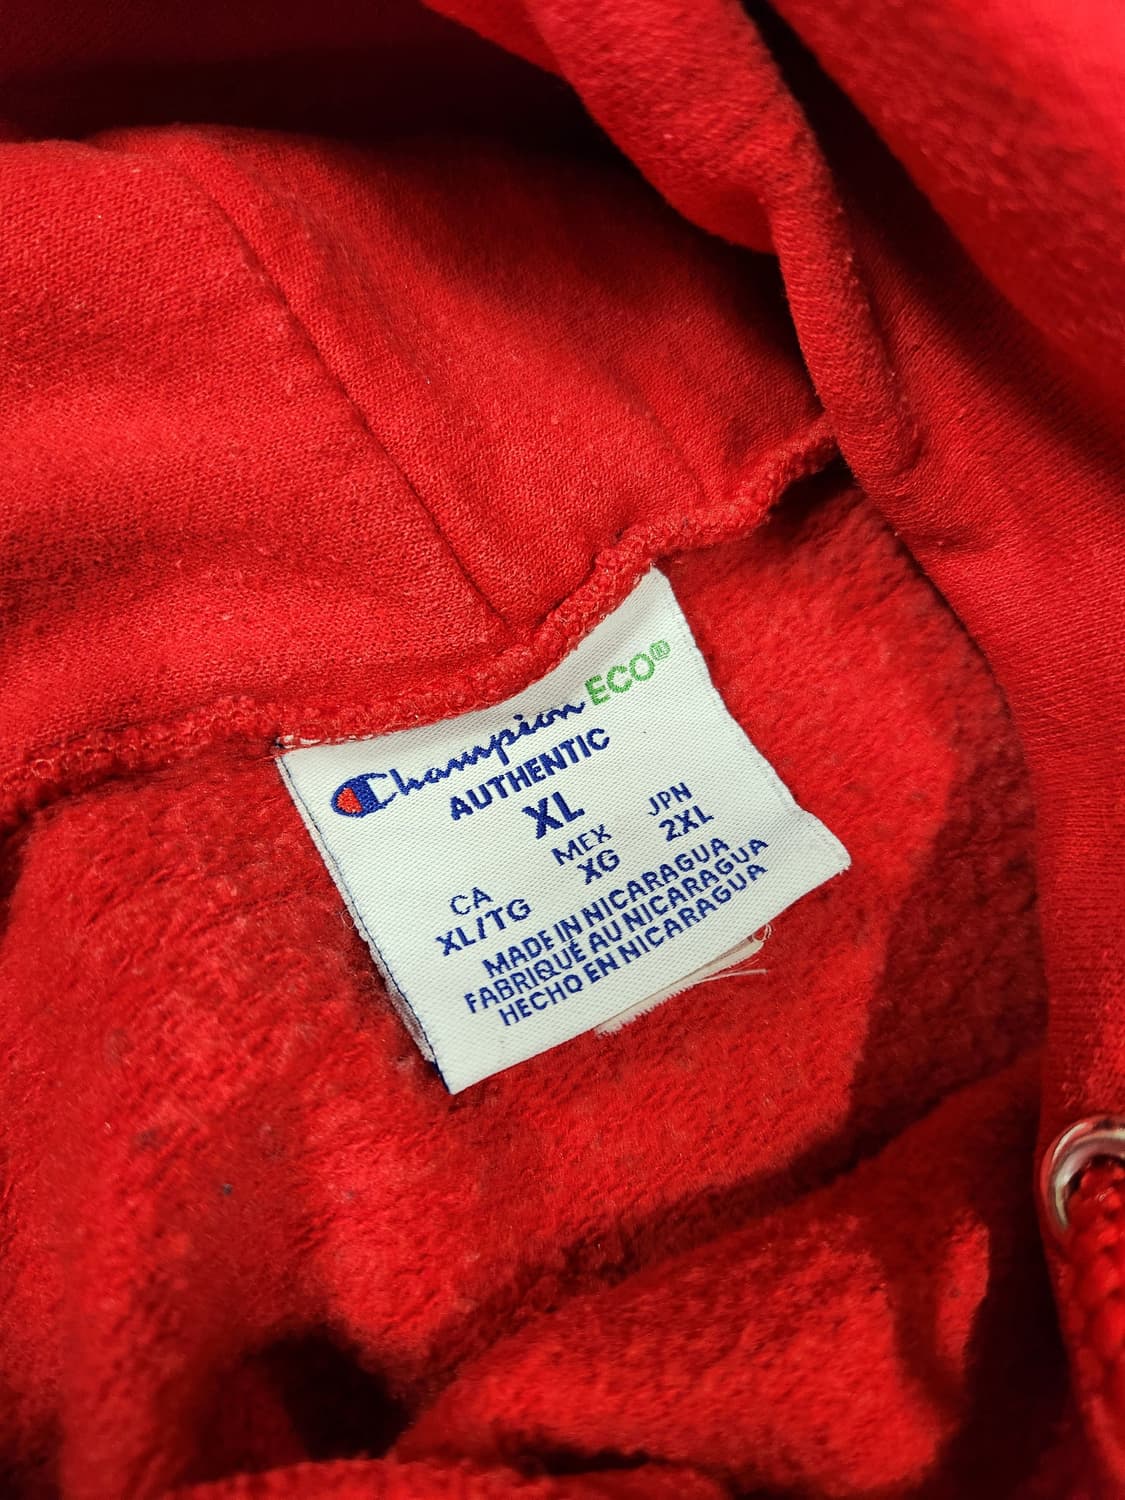 Champion ECO®
AUTHENTIC
XL
CA MEX JPN
XL/TG XG 2XL
MADE IN NICARAGUA
FABRIQUÉ AU NICARAGUA
HECHO EN NICARAGUA